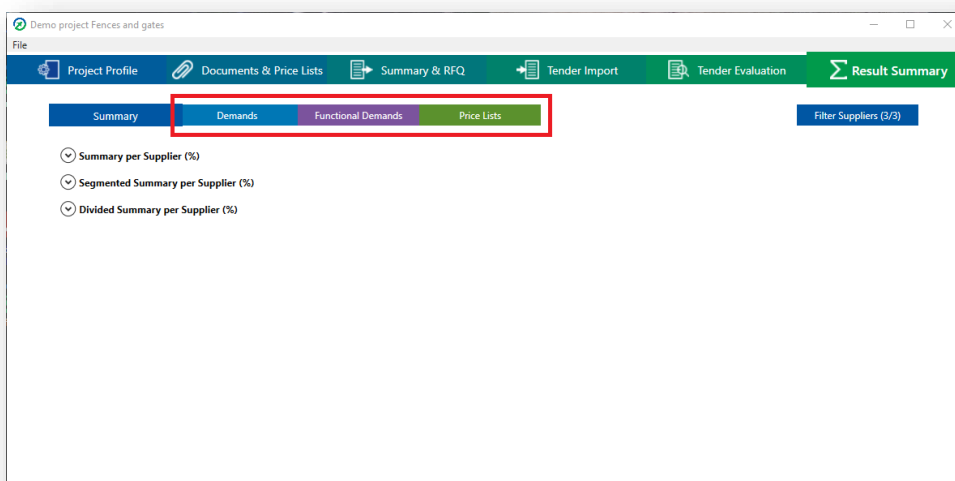 Demo project Fences and gates
File
Project Profile Documents & Price Lists Summary & RFQ Tender Import Tender Evaluation Result Summary
Summary Demands Functional Demands Price Lists Filter Suppliers (3/3)
Summary per Supplier (%)
Segmented Summary per Supplier (%)
Divided Summary per Supplier (%)